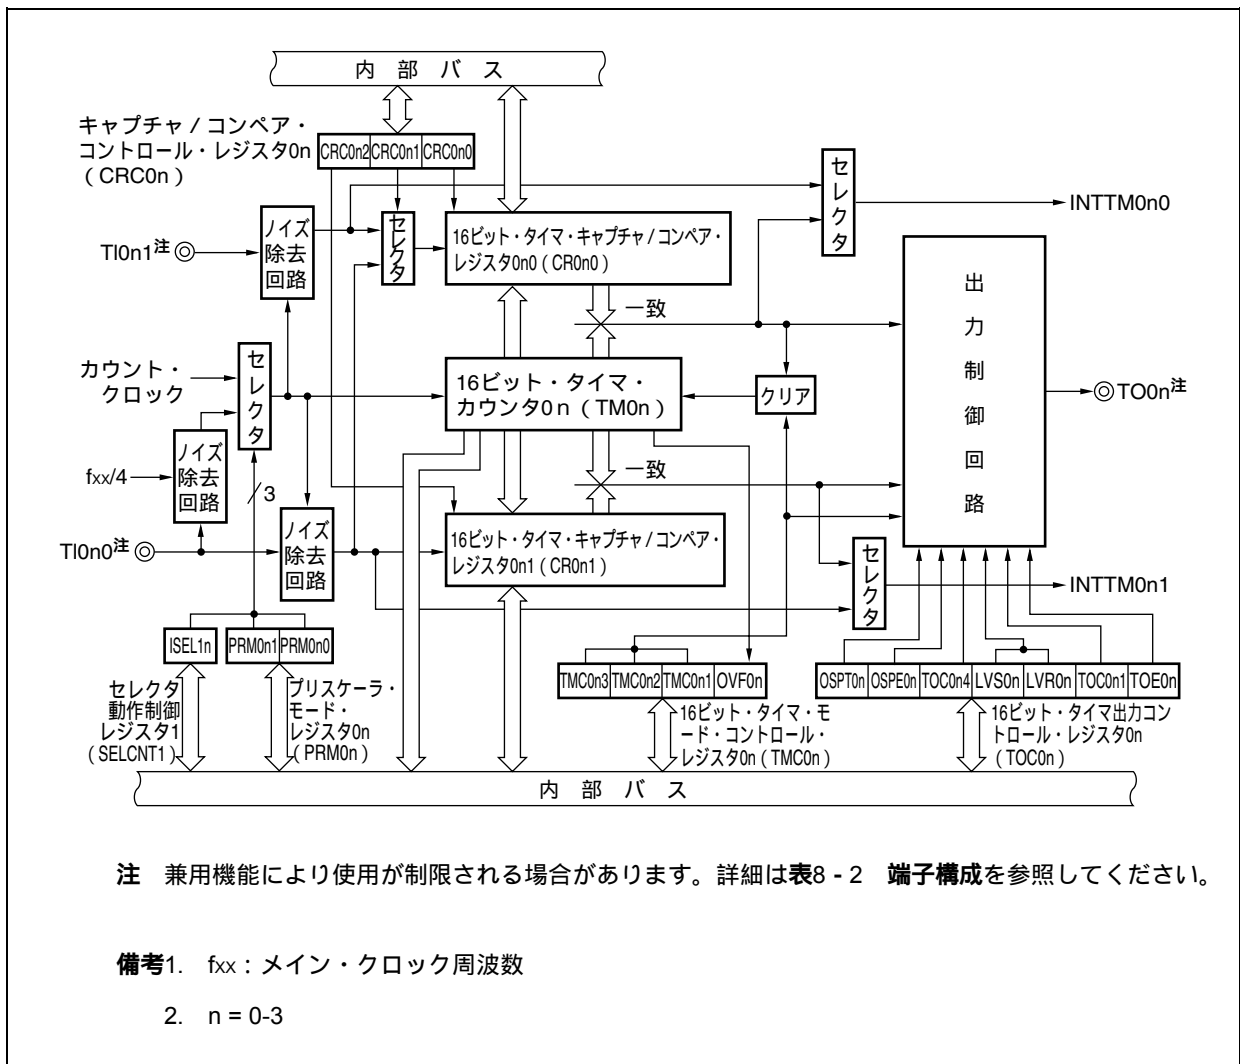 内部バス
キャプチャ / コンペア・
コントロール・レジスタ0n
( CRC0n )
CRC0n2 CRC0n1 CRC0n0
TI0n1注
ノイズ
除去
回路
セレクタ
16ビット・タイマ・キャプチャ / コンペア・
レジスタ0n0 ( CR0n0 )
セレクタ
INTTM0n0
一致
カウント・
クロック
セレクタ
16ビット・タイマ・
カウンタ0n ( TM0n )
クリア
出力制御回路
TO0n注
fxx/4
ノイズ
除去
回路
3
一致
TI0n0注
ノイズ
除去
回路
16ビット・タイマ・キャプチャ / コンペア・
レジスタ0n1 ( CR0n1 )
セレクタ
INTTM0n1
ISEL1n
PRM0n1 PRM0n0
TMC0n3 TMC0n2 TMC0n1 OVF0n
OSPT0n OSPE0n TOC0n4 LVS0n LVR0n TOC0n1 TOE0n
セレクタ
動作制御
レジスタ1
( SELCNT1 )
プリスケーラ・
モード・
レジスタ0n
( PRM0n )
16ビット・タイマ・モ
ード・コントロール・
レジスタ0n ( TMC0n )
16ビット・タイマ出力コン
トロール・レジスタ0n
( TOC0n )
内部バス
注 兼用機能により使用が制限される場合があります。詳細は表8 - 2 端子構成を参照してください。
備考1. fxx : メイン・クロック周波数
2. n = 0-3